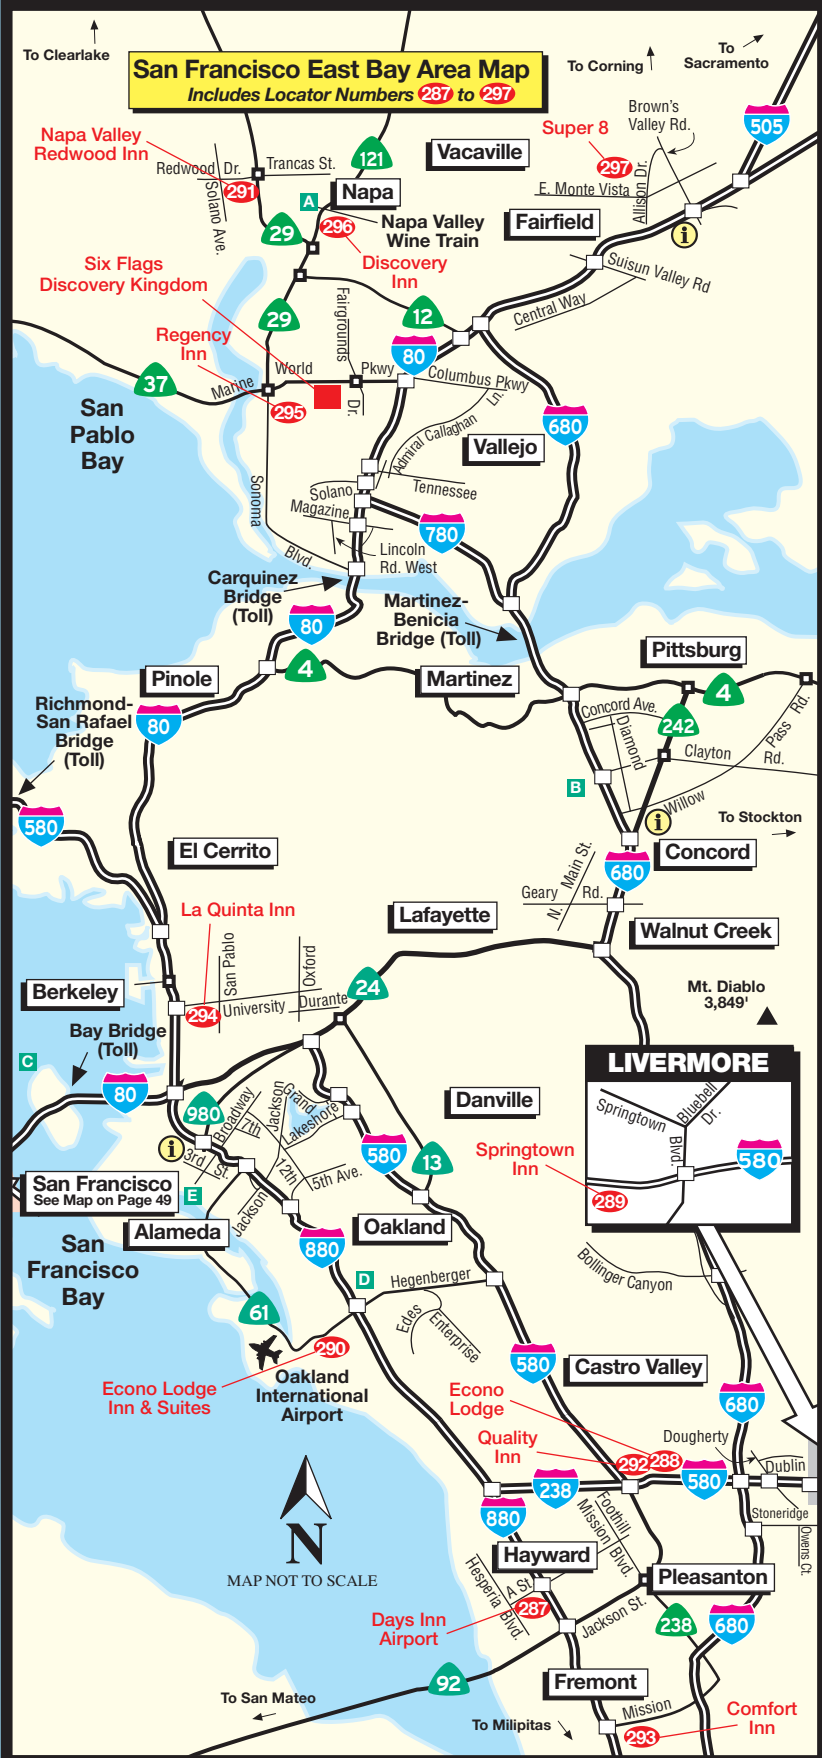 To Clearlake
San Francisco East Bay Area Map
Includes Locator Numbers 287 to 297
To Corning
To
Sacramento
505
Napa Valley
Redwood Inn
121
Vacaville
Super 8
297
Brown's
Valley Rd.
Redwood Dr.
Trancas St.
291
Solano Ave.
A
Napa
E. Monte Vista
Allison Dr.
29
296
Napa Valley
Wine Train
Fairfield
i
Discovery
Inn
Six Flags
Discovery Kingdom
Suisun Valley Rd
Central Way
29
Fairgrounds
Dr.
12
80
Regency
Inn
World
Pkwy
Columbus Pkwy
37
Marine
295
San
Pablo
Bay
Admiral Callaghan
Ln.
680
Vallejo
Sonoma
Blvd.
Solano
Tennessee
Magazine
780
Lincoln
Rd. West
Carquinez
Bridge
(Toll)
80
Martinez-
Benicia
Bridge (Toll)
Pinole
4
Martinez
Pittsburg
4
Richmond-
San Rafael
Bridge
(Toll)
80
Concord Ave.
242
Diamond
Clayton
Rd.
Pass Rd.
Willow
B
580
i
To Stockton
El Cerrito
Concord
680
N. Main St.
Geary Rd.
La Quinta Inn
Lafayette
Walnut Creek
San Pablo
Oxford
24
Berkeley
University
Durante
294
Mt. Diablo
3,849'
Bay Bridge
(Toll)
C
80
LIVERMORE
Springtown
Bluebell
Dr.
Blvd.
580
289
Springtown
Inn
Danville
980
Broadway
Jackson
Grand
Lakeshore
7th
580
13
i
3rd
St.
12th
5th Ave.
Jackson
San Francisco
See Map on Page 49
E
Alameda
Oakland
880
San
Francisco
Bay
D
Hegenberger
Edes
Enterprise
Bollinger Canyon
61
290
Oakland
International
Airport
Econo Lodge
Inn & Suites
580
Castro Valley
Econo
Lodge
680
Quality
Inn
292
288
Dougherty
Dublin
580
238
880
Stoneridge
Owens Ct.
N
MAP NOT TO SCALE
Foothill
Mission Blvd.
Hayward
Hesperia Blvd.
A St.
Pleasanton
287
Days Inn
Airport
Jackson St.
238
680
92
Fremont
To San Mateo
Mission
Comfort
Inn
To Milipitas
293